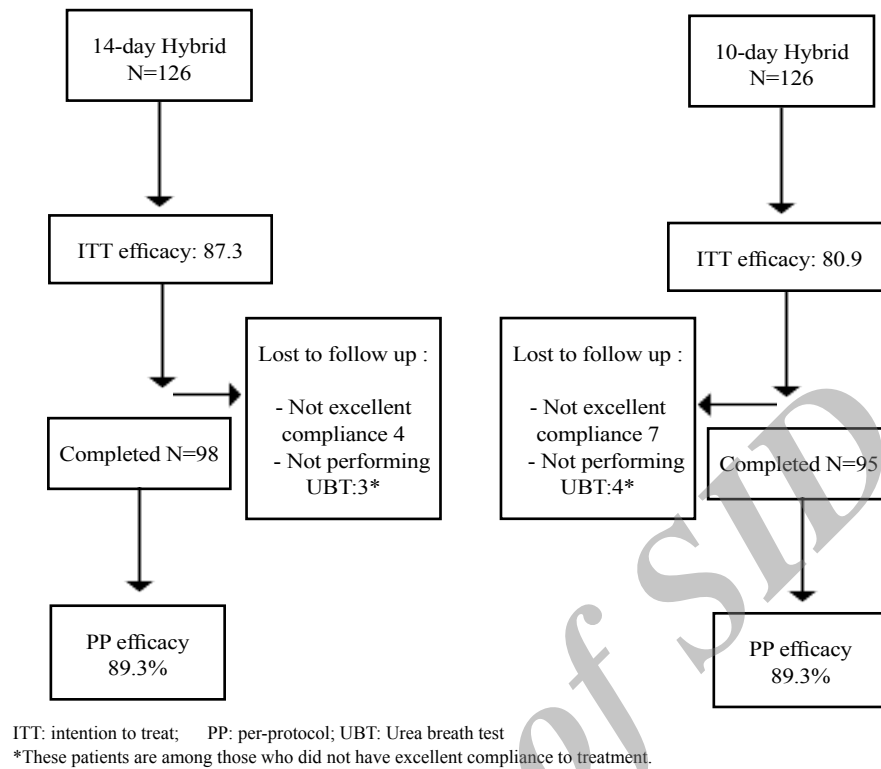 14-day Hybrid
N=126
10-day Hybrid
N=126
ITT efficacy: 87.3
ITT efficacy: 80.9
Lost to follow up :
- Not excellent
compliance 4
- Not performing
UBT:3*
Lost to follow up :
- Not excellent
compliance 7
- Not performing
UBT:4*
Completed N=98
Completed N=95
PP efficacy
89.3%
PP efficacy
89.3%
of SID
ITT: intention to treat; PP: per-protocol; UBT: Urea breath test
*These patients are among those who did not have excellent compliance to treatment.